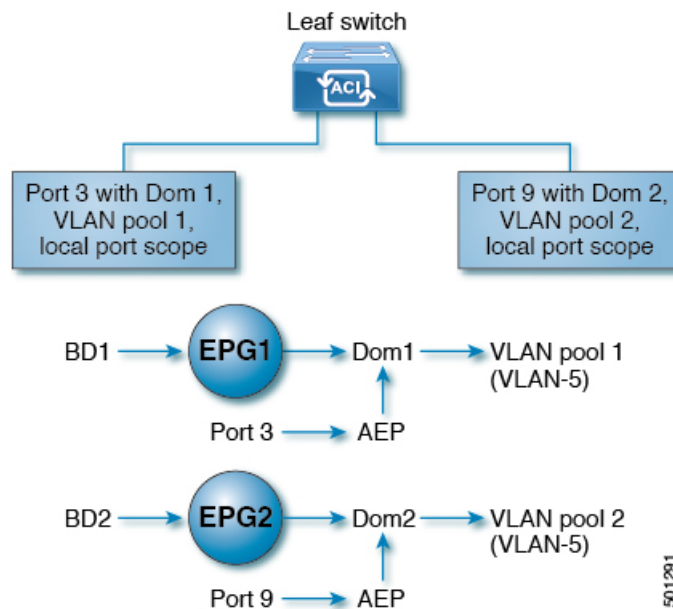 Leaf switch
ACI
Port 3 with Dom 1,
VLAN pool 1,
local port scope
Port 9 with Dom 2,
VLAN pool 2,
local port scope
BD1
EPG1
Dom1
VLAN pool 1
(VLAN-5)
Port 3
AEP
BD2
EPG2
Dom2
VLAN pool 2
(VLAN-5)
Port 9
AEP
501291